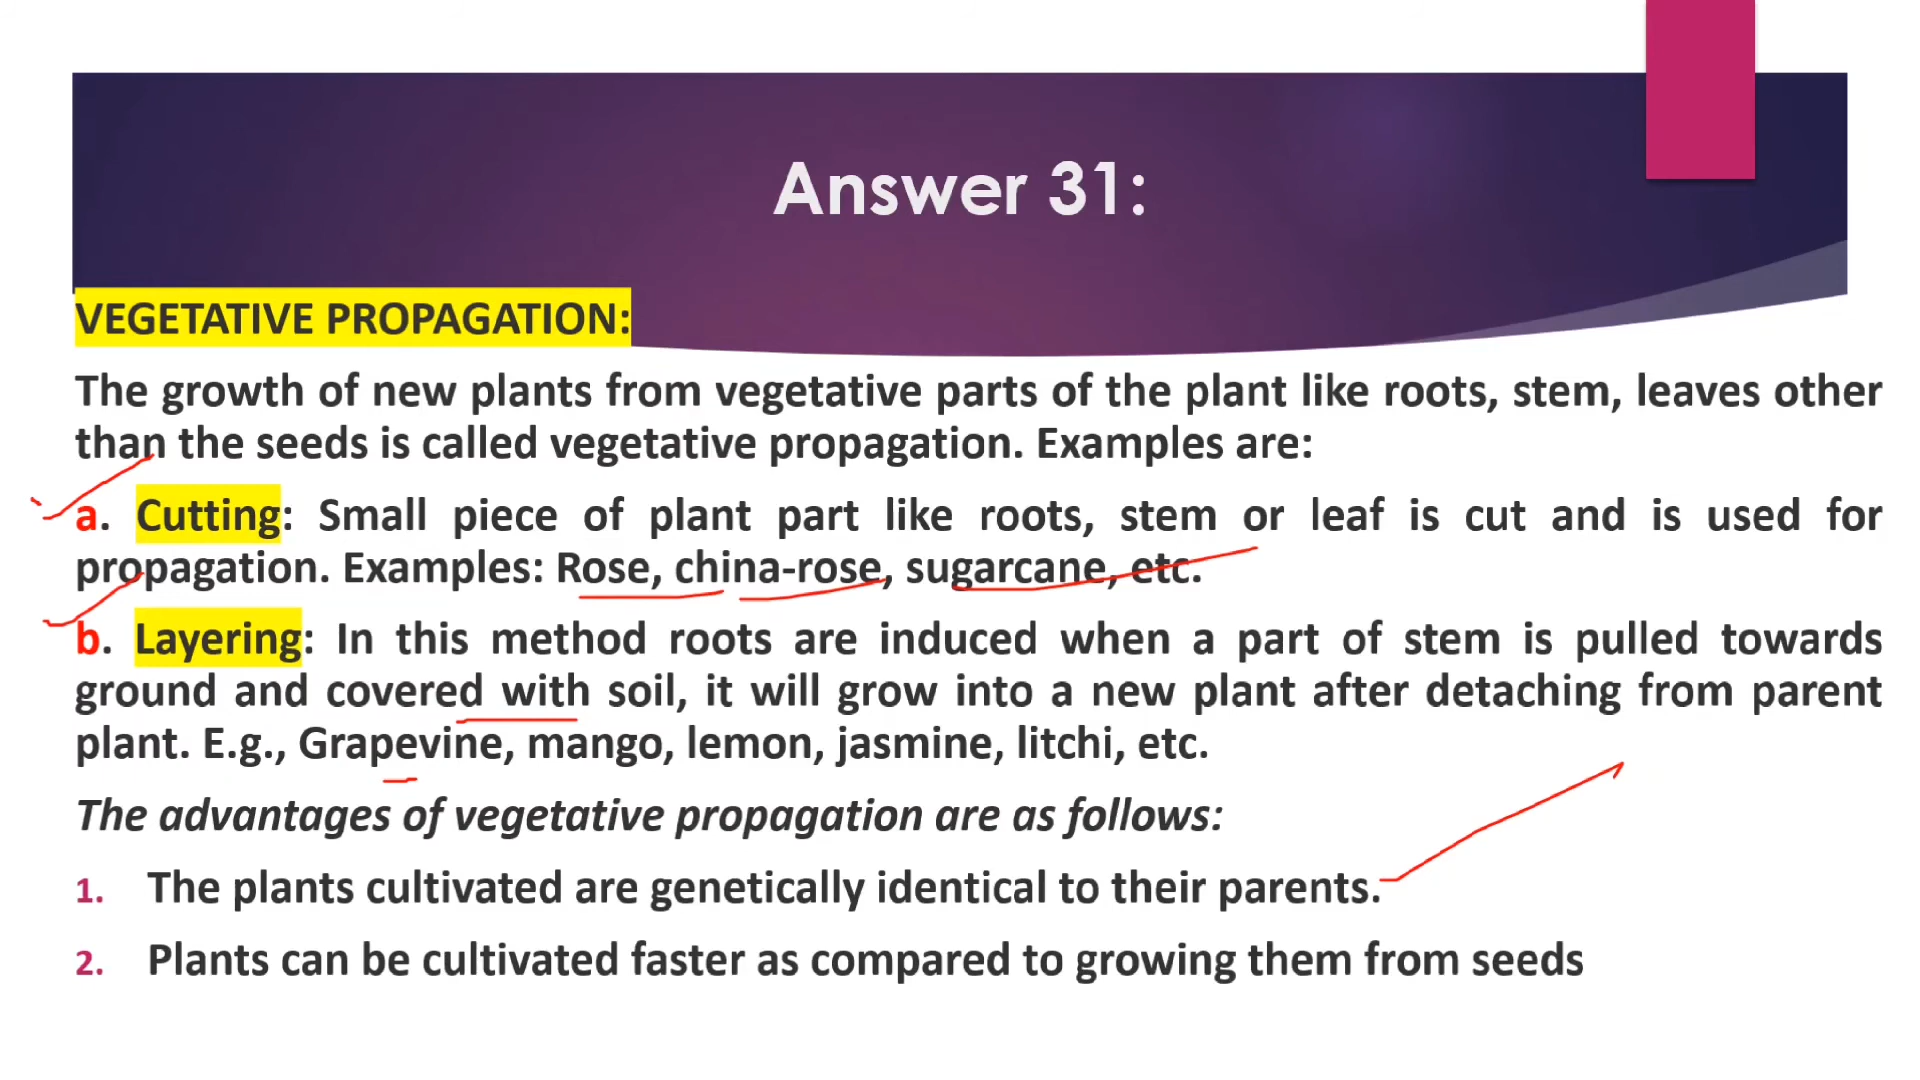 Answer 31:
VEGETATIVE PROPAGATION:
The growth of new plants from vegetative parts of the plant like roots, stem, leaves other
than the seeds is called vegetative propagation. Examples are:
a. Cutting: Small piece of plant part like roots, stem or leaf is cut and is used for
propagation. Examples: Rose, china-rose, sugarcane, etc.
b. Layering: In this method roots are induced when a part of stem is pulled towards
ground and covered with soil, it will grow into a new plant after detaching from parent
plant. E.g., Grapevine, mango, lemon, jasmine, litchi, etc.
The advantages of vegetative propagation are as follows:
1. The plants cultivated are genetically identical to their parents.
2. Plants can be cultivated faster as compared to growing them from seeds